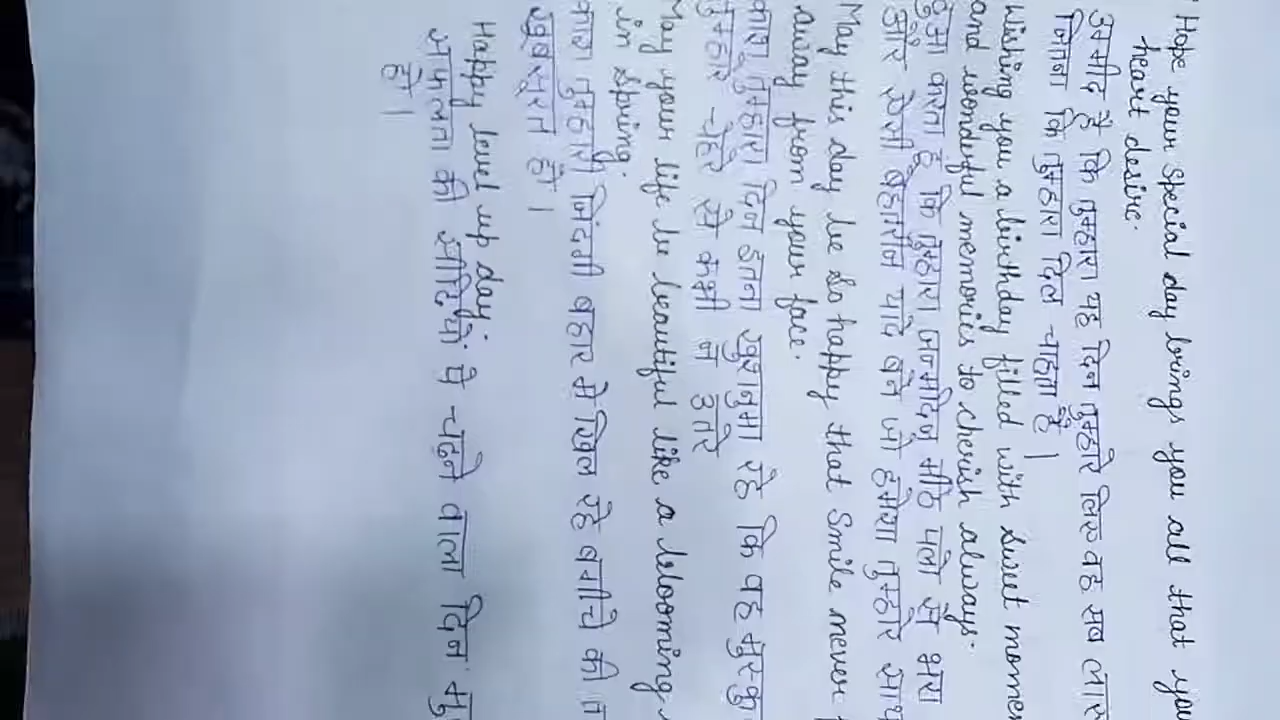 Hope your special day brings you all that you
heart desire.
उम्मीद है कि तुम्हारा यह दिन तुम्हारे लिए वह सब लाए
जितना कि तुम्हारा दिल चाहता है।
Wishing you a birthday filled with sweet momen
and wonderful memories to cherish always.
दुआ करता हूँ कि तुम्हारा जन्मदिन मीठे पलो से भरा
और ऐसी बेहतरीन यादे बने जो हमेशा तुम्हारे साथ
May this day be so happy that smile never
away from your face.
काश तुम्हारा दिन इतना खुशनुमा रहे कि वह मुस्कु
तुम्हारे चेहरे से कभी न उतरे
May your life be beautiful like a blooming
in spring.
काश तुम्हारी जिंदगी बहार मे खिल रहे बगीचे की त
खूबसूरत हो।
Happy level up day.
सफलता की सीढ़ियों पे चढ़ने वाला दिन मु
हो।